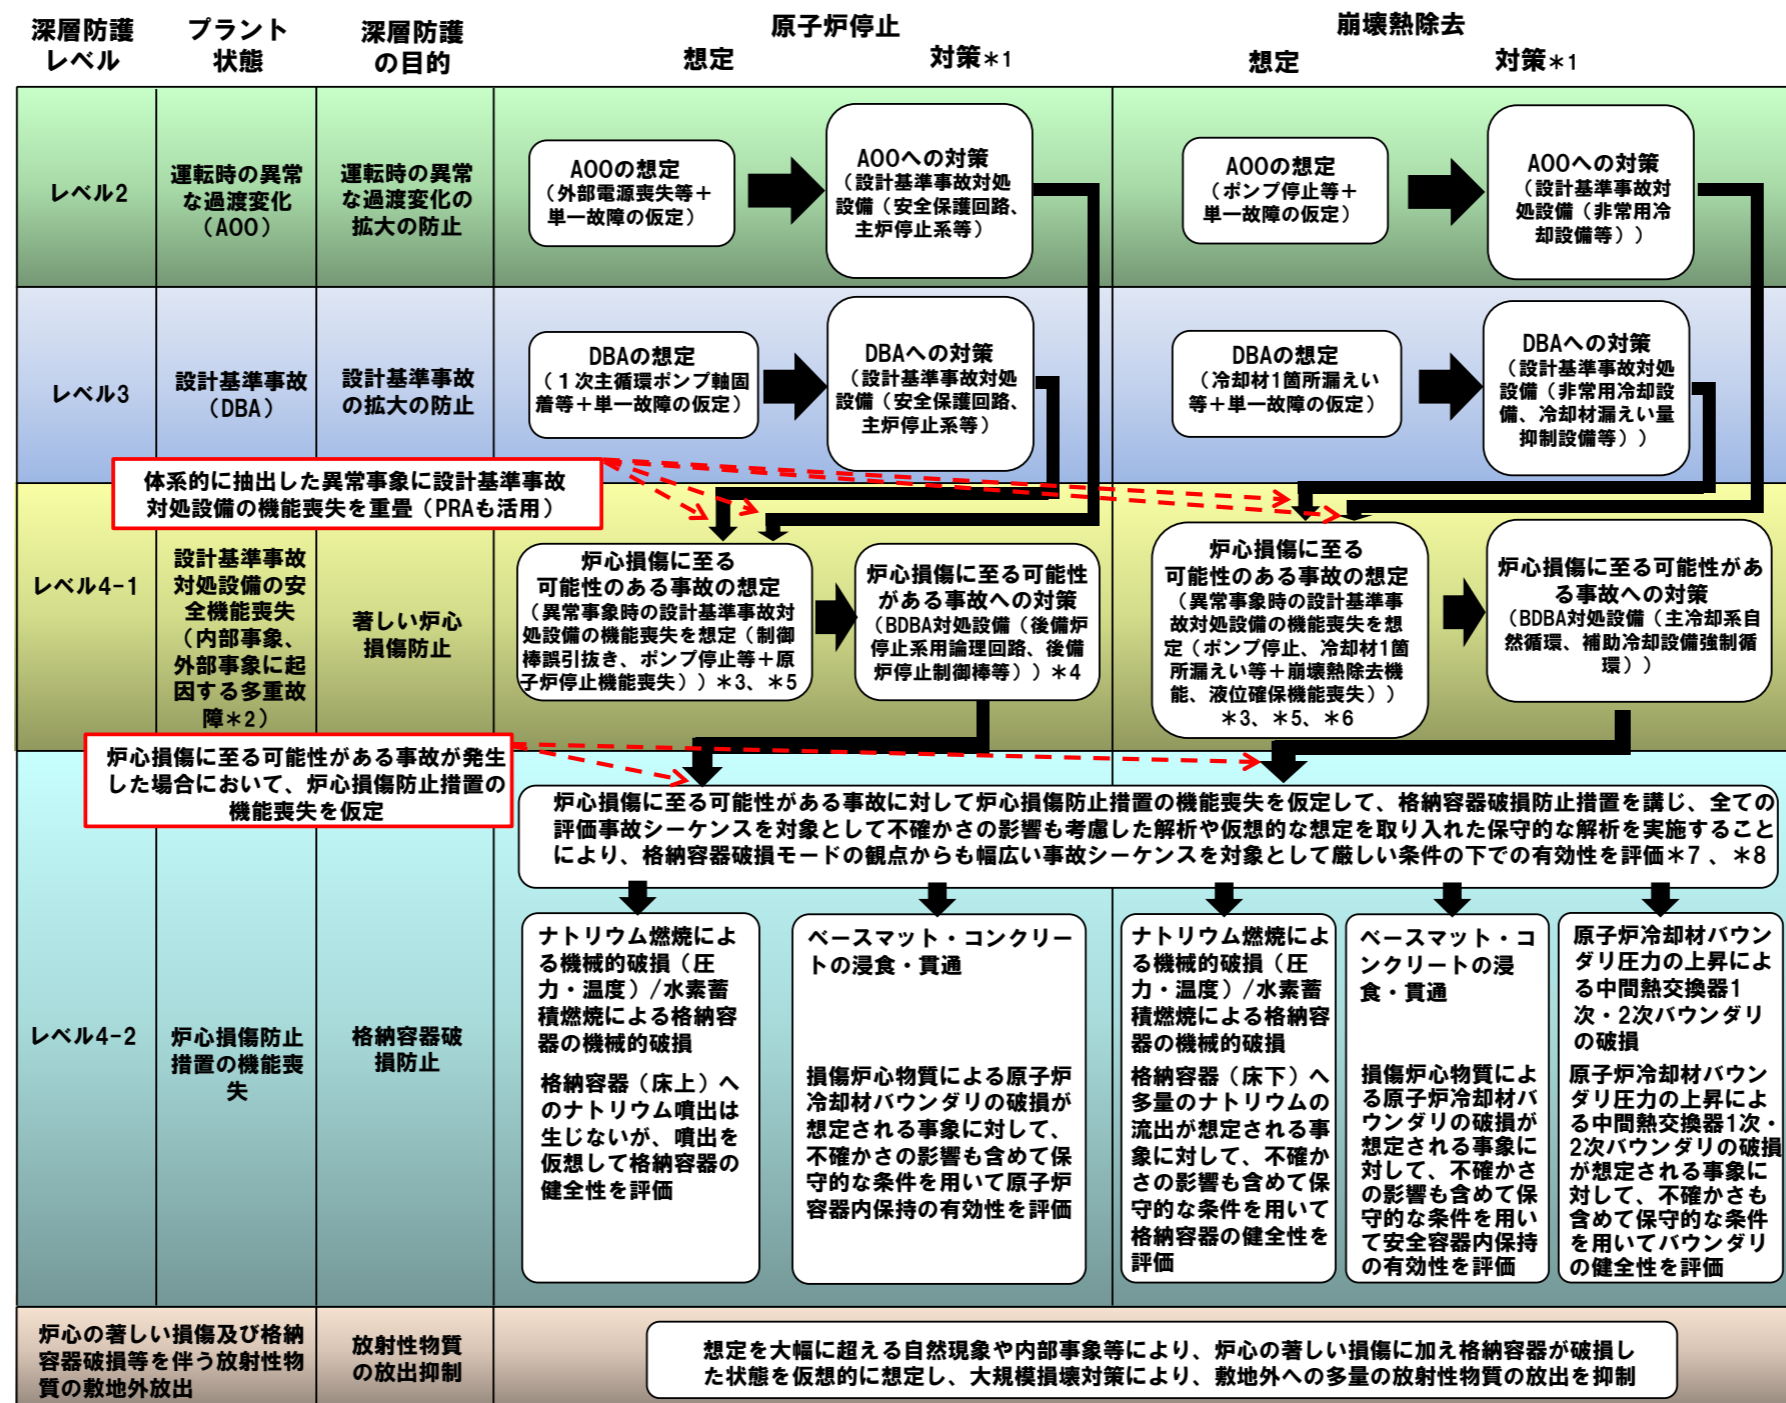 深層防護
レベル
プラント
状態
深層防護
の目的
原子炉停止
想定
対策＊1
崩壊熱除去
想定
対策＊1
レベル2
運転時の異常
な過渡変化
（AOO）
運転時の異常
な過渡変化の
拡大の防止
AOOの想定
（外部電源喪失等＋
単一故障の仮定）
AOOへの対策
（設計基準事故対処
設備（安全保護回路、
主炉停止系等）
AOOの想定
（ポンプ停止等＋
単一故障の仮定）
AOOへの対策
（設計基準事故対
処設備（非常用冷
却設備等））
レベル3
設計基準事故
（DBA）
設計基準事故
の拡大の防止
DBAの想定
（１次主循環ポンプ軸固
着等＋単一故障の仮定）
DBAへの対策
（設計基準事故対処
設備（安全保護回路、
主炉停止系等）
DBAの想定
（冷却材1箇所漏えい
等＋単一故障の仮定）
DBAへの対策
（設計基準事故対処
設備（非常用冷却設
備、冷却材漏えい量
抑制設備等））
体系的に抽出した異常事象に設計基準事故
対処設備の機能喪失を重畳（PRAも活用）
レベル4-1
設計基準事故
対処設備の安
全機能喪失
（内部事象、
外部事象に起
因する多重故
障＊2）
著しい炉心
損傷防止
炉心損傷に至る
可能性のある事故の想定
（異常事象時の設計基準事故対
処設備の機能喪失を想定（制御
棒誤引抜き、ポンプ停止等＋原
子炉停止機能喪失））＊3、＊5
炉心損傷に至る可能性
がある事故への対策
（BDBA対処設備（後備炉
停止系用論理回路、後備
炉停止制御棒等））＊4
炉心損傷に至る
可能性のある事故の想定
（異常事象時の設計基準事
故対処設備の機能喪失を想
定（ポンプ停止、冷却材1箇
所漏えい等＋崩壊熱除去機
能、液位確保機能喪失））
＊3、＊5、＊6
炉心損傷に至る可能性があ
る事故への対策
（BDBA対処設備（主冷却系自
然循環、補助冷却設備強制循
環））
炉心損傷に至る可能性がある事故が発生
した場合において、炉心損傷防止措置の
機能喪失を仮定
レベル4-2
炉心損傷防止
措置の機能喪
失
格納容器破
損防止
炉心損傷に至る可能性がある事故に対して炉心損傷防止措置の機能喪失を仮定して、格納容器破損防止措置を講じ、全ての
評価事故シーケンスを対象として不確かさの影響も考慮した解析や仮想的な想定を取り入れた保守的な解析を実施すること
により、格納容器破損モードの観点からも幅広い事故シーケンスを対象として厳しい条件の下での有効性を評価＊7 、＊8
ナトリウム燃焼によ
る機械的破損（圧
力・温度）/水素蓄
積燃焼による格納容
器の機械的破損
格納容器（床上）へ
のナトリウム噴出は
生じないが、噴出を
仮想して格納容器の
健全性を評価
ベースマット・コンクリー
トの浸食・貫通
損傷炉心物質による原子炉
冷却材バウンダリの破損が
想定される事象に対して、
不確かさの影響も含めて保
守的な条件を用いて原子炉
容器内保持の有効性を評価
ナトリウム燃焼によ
る機械的破損（圧
力・温度）/水素蓄
積燃焼による格納容
器の機械的破損
格納容器（床下）へ
多量のナトリウムの
流出が想定される事
象に対して、不確か
さの影響も含めて保
守的な条件を用いて
格納容器の健全性を
評価
ベースマット・コ
ンクリートの浸
食・貫通
損傷炉心物質によ
る原子炉冷却材バ
ウンダリの破損が
想定される事象に
対して、不確かさ
の影響も含めて保
守的な条件を用い
て安全容器内保持
の有効性を評価
原子炉冷却材バウン
ダリ圧力の上昇によ
る中間熱交換器1
次・2次バウンダリ
の破損
原子炉冷却材バウン
ダリ圧力の上昇によ
る中間熱交換器1次・
2次バウンダリの破損
が想定される事象に
対して、不確かさも
含めて保守的な条件
を用いてバウンダリ
の健全性を評価
炉心の著しい損傷及び格納
容器破損等を伴う放射性物
質の敷地外放出
放射性物質
の放出抑制
想定を大幅に超える自然現象や内部事象等により、炉心の著しい損傷に加え格納容器が破損し
た状態を仮想的に想定し、大規模損壊対策により、敷地外への多量の放射性物質の放出を抑制